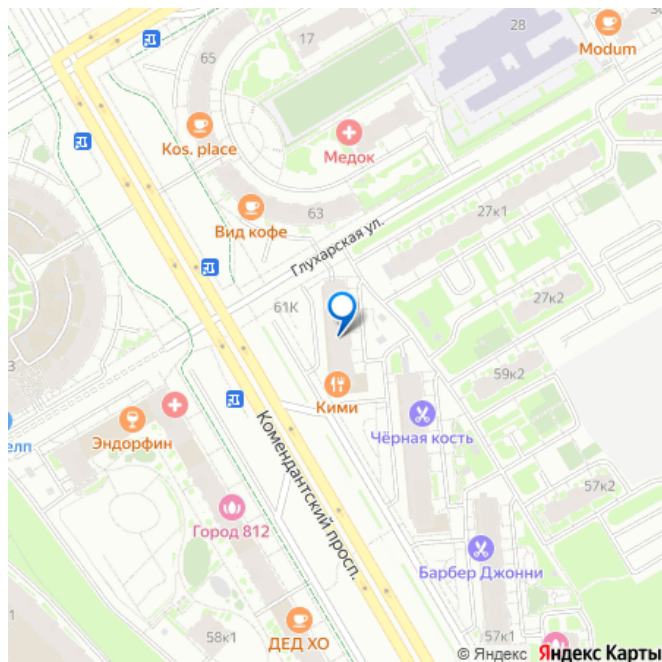 17
28
Modum
65
Kos. place
Медок
63
Вид кофе
27к1
Глухарская ул.
61К
27к2
59к2
Кими
Чёрная кость
Эндорфин
елп
Комендантский просп.
57к2
Город 812
Барбер Джонни
58к1
ДЕД ХО
57к1
© Яндекс Яндекс Карты